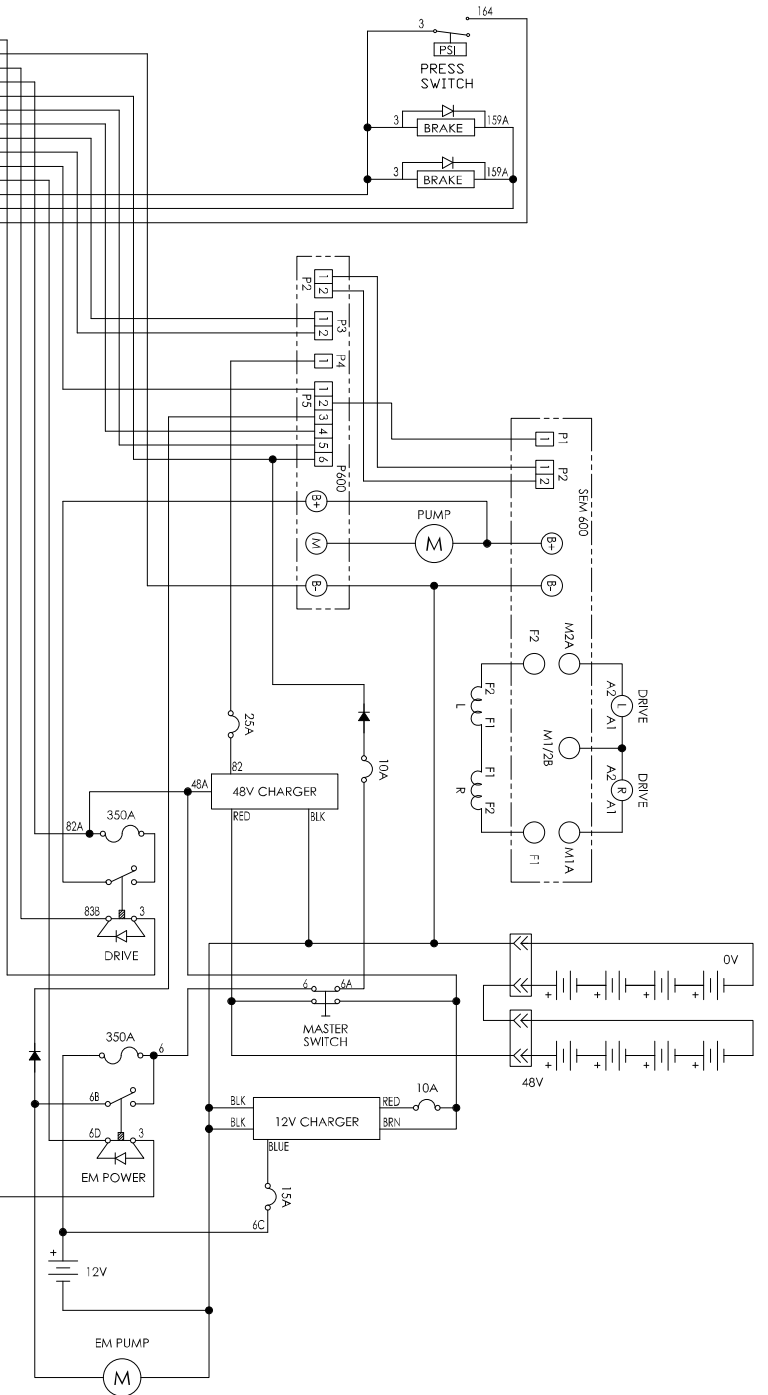 164
3
PSI
PRESS
SWITCH
3
BRAKE
159A
3
BRAKE
159A
P2
1
2
P3
1
2
P4
1
P5
1
2
3
4
5
6
P600
B+
M
B-
PUMP
M
P1
1
P2
1
2
SEM 600
B+
B-
F2
M2A
F2
F1
L
A2
L
A1
DRIVE
M1/2B
F1
F2
R
A2
R
A1
DRIVE
F1
M1A
25A
10A
82
48A
48V CHARGER
RED
BLK
82A
350A
83B
3
DRIVE
0V
+
+
+
+
6
6A
MASTER
SWITCH
+
+
+
+
48V
350A
6
6B
6D
3
EM POWER
10A
BLK
RED
BLK
12V CHARGER
BRN
BLUE
15A
6C
+
12V
EM PUMP
M